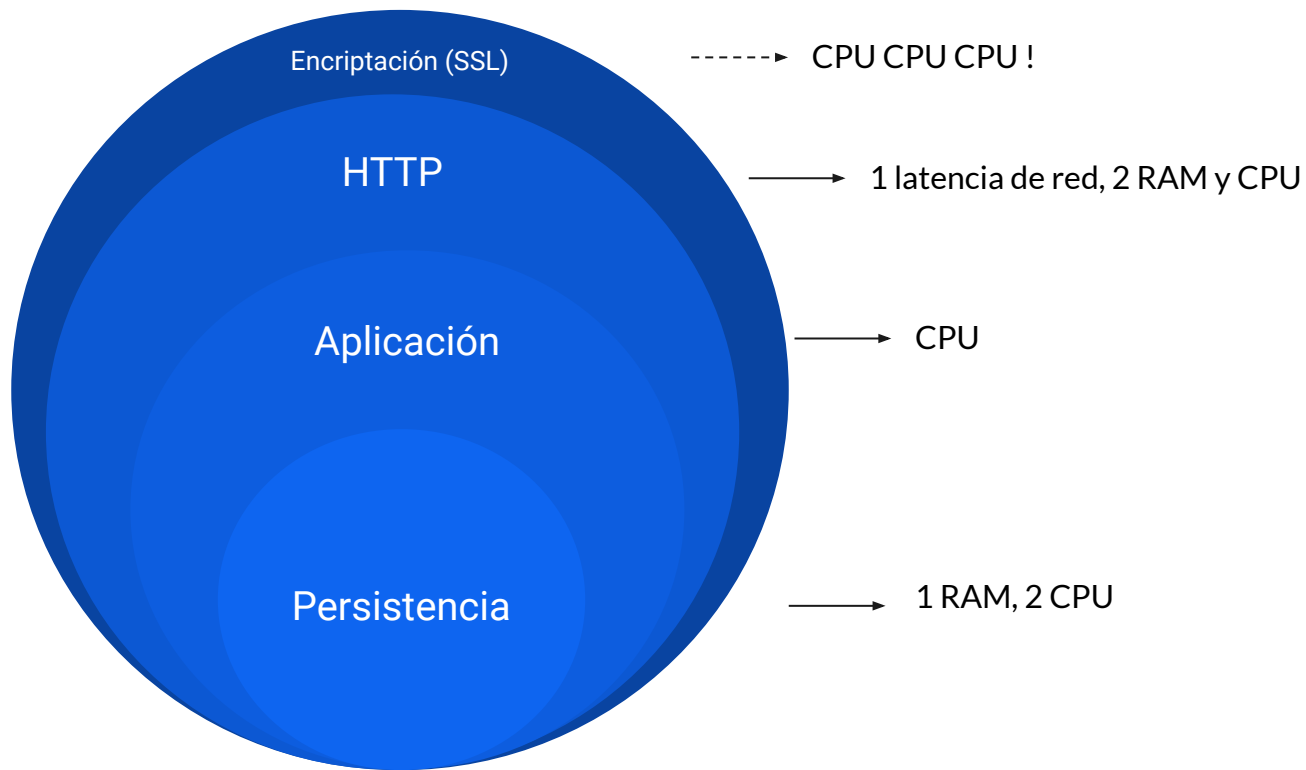 Encriptación (SSL)
CPU CPU CPU !
HTTP
1 latencia de red, 2 RAM y CPU
Aplicación
CPU
Persistencia
1 RAM, 2 CPU